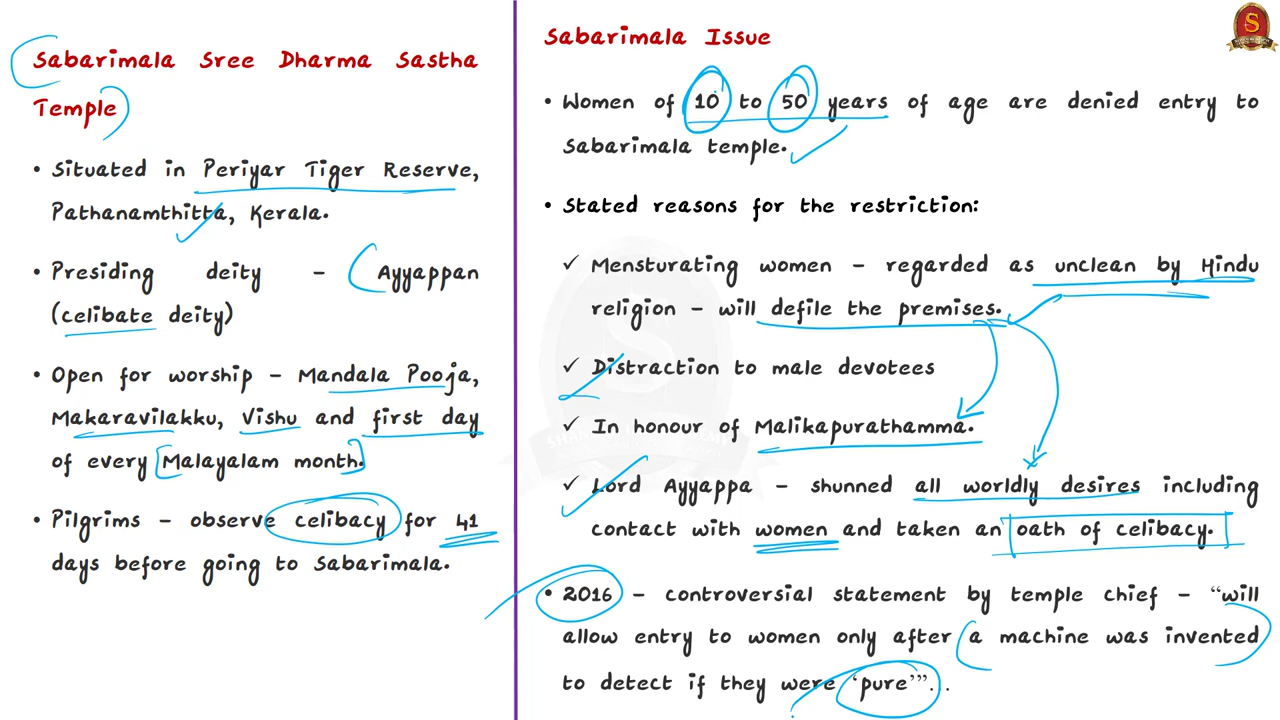 Sabarimala Sree Dharma Sastha
Temple
• Situated in Periyar Tiger Reserve,
Pathanamthitta, Kerala.
• Presiding deity – Ayyappan
(celibate deity)
• Open for worship – Mandala Pooja,
Makaravilakku, Vishu and first day
of every Malayalam month.
• Pilgrims – observe celibacy for 41
days before going to Sabarimala.
Sabarimala Issue
• Women of 10 to 50 years of age are denied entry to
Sabarimala temple.
• Stated reasons for the restriction:
✓ Mensturating women – regarded as unclean by Hindu
religion – will defile the premises.
✓ Distraction to male devotees
✓ In honour of Malikapurathamma.
✓ Lord Ayyappa – shunned all worldly desires including
contact with women and taken an oath of celibacy.
• 2016 – controversial statement by temple chief – “will
allow entry to women only after a machine was invented
to detect if they were ‘pure’”...
S